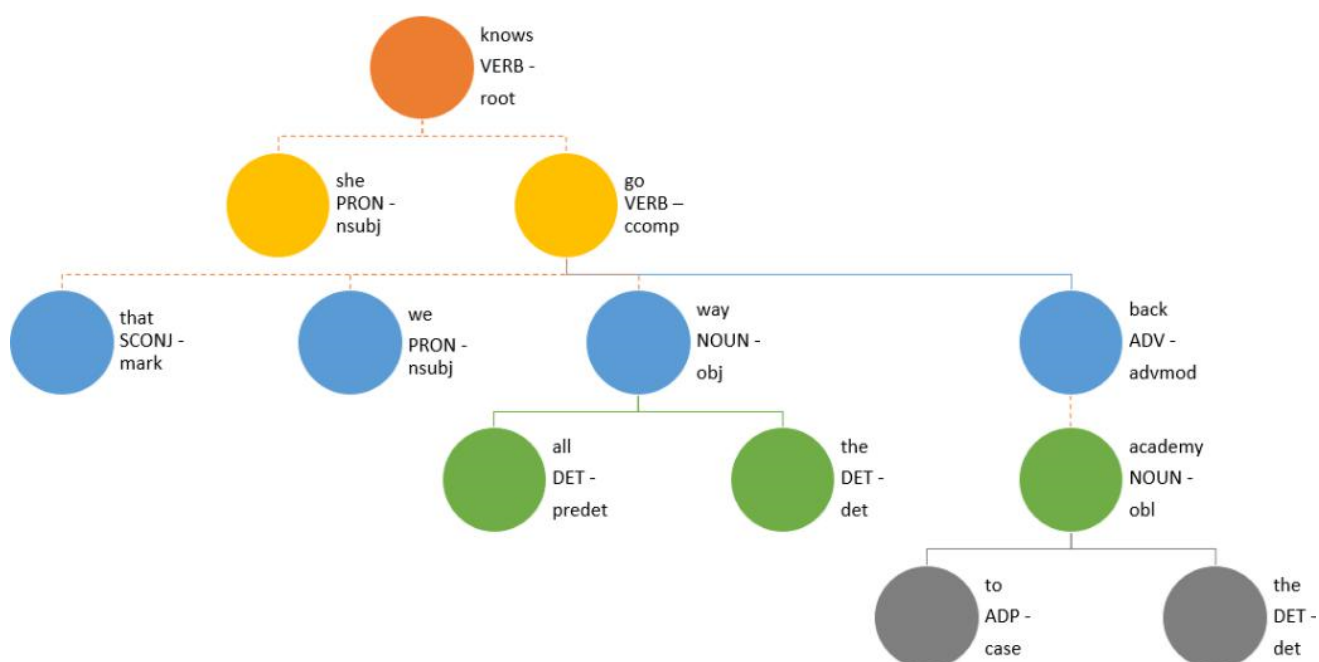 knows
VERB -
root
she
PRON -
nsubj
go
VERB –
ccomp
that
SCONJ -
mark
we
PRON -
nsubj
way
NOUN -
obj
back
ADV -
advmod
all
DET -
predet
the
DET -
det
academy
NOUN -
obl
to
ADP -
case
the
DET -
det